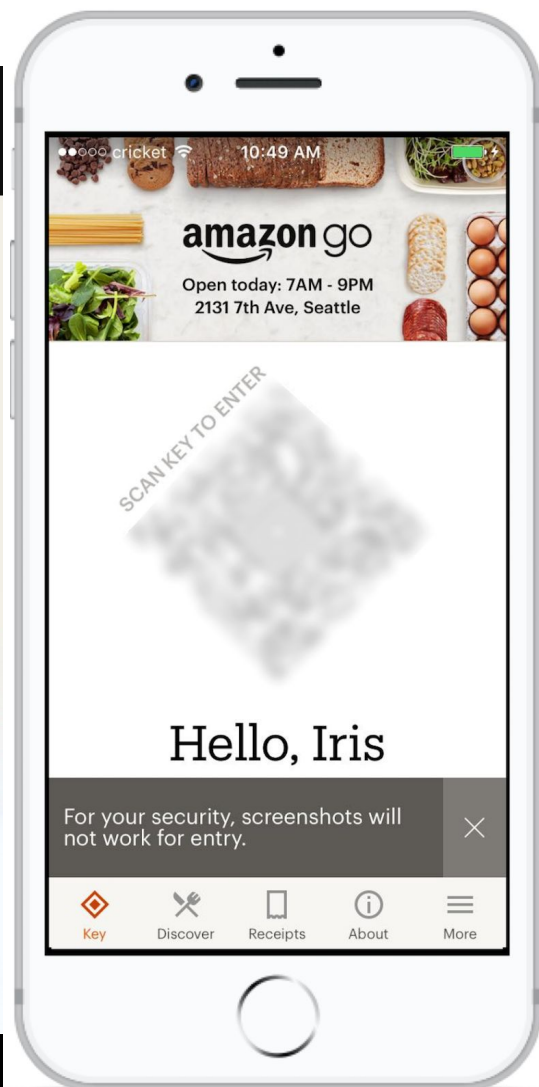 cricket 10:49 AM
amazon go
Open today: 7AM - 9PM
2131 7th Ave, Seattle
SCAN KEY TO ENTER
Hello, Iris
For your security, screenshots will
not work for entry.
Key Discover Receipts About More